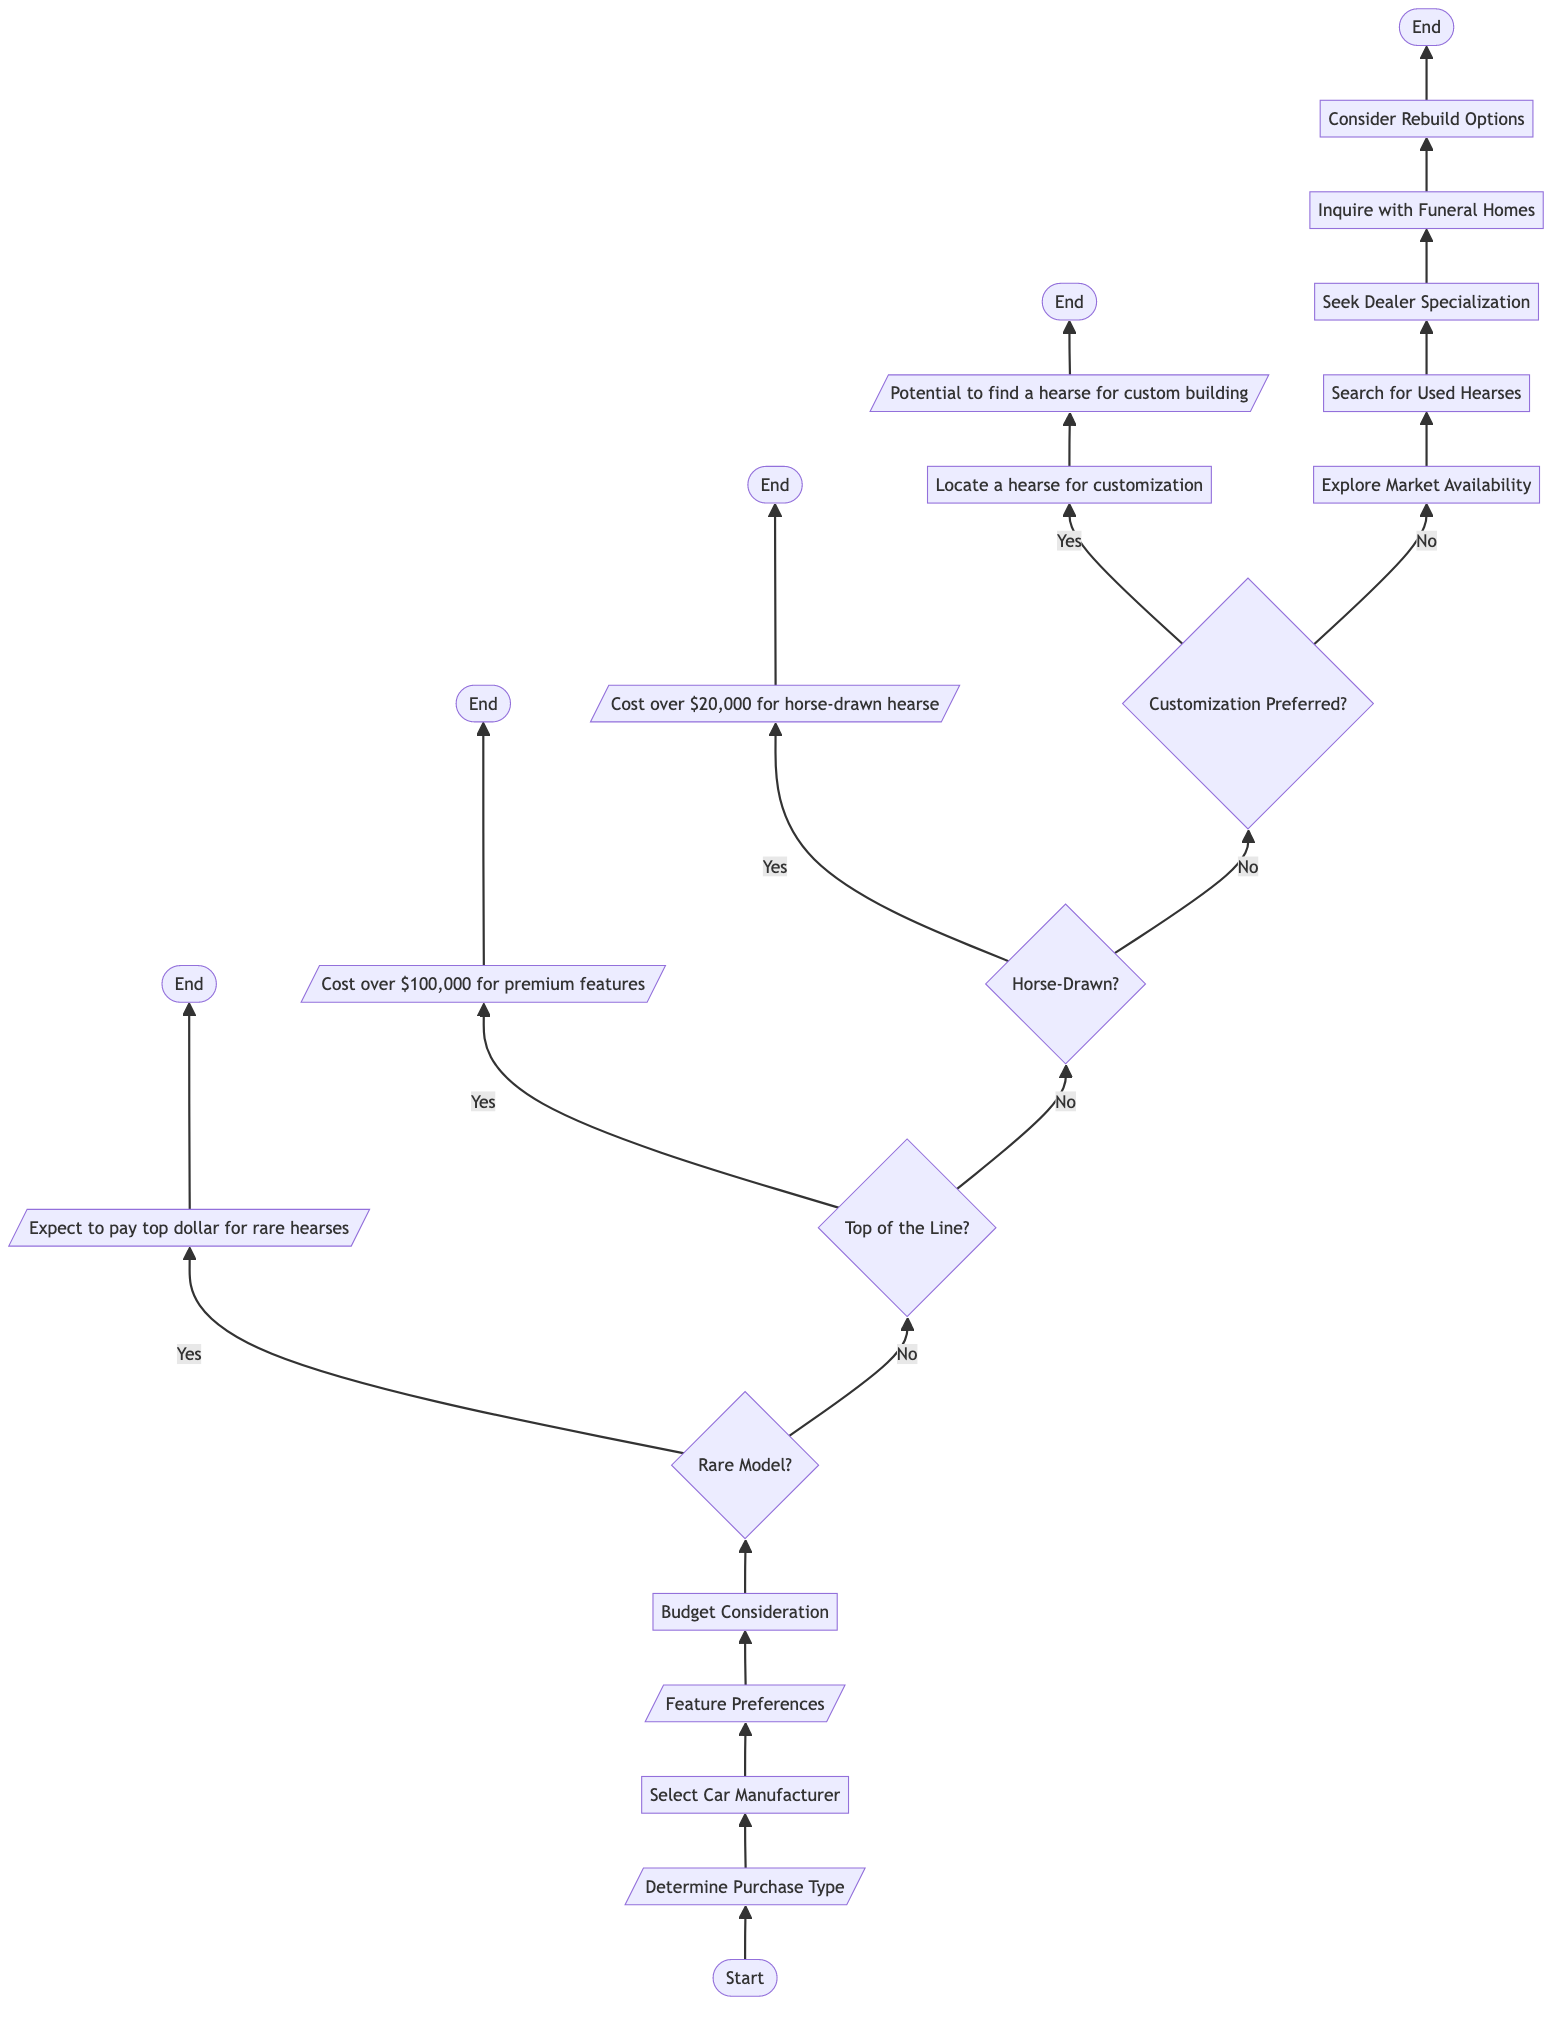 End
Consider Rebuild Options
Inquire with Funeral Homes
End
Seek Dealer Specialization
Potential to find a hearse for custom building
Search for Used Hearses
End
Locate a hearse for customization
Explore Market Availability
Yes
No
End
Cost over $20,000 for horse-drawn hearse
Customization Preferred?
Yes
No
End
Cost over $100,000 for premium features
Horse-Drawn?
Yes
No
Expect to pay top dollar for rare hearses
Top of the Line?
Yes
No
Rare Model?
Budget Consideration
Feature Preferences
Select Car Manufacturer
Determine Purchase Type
Start